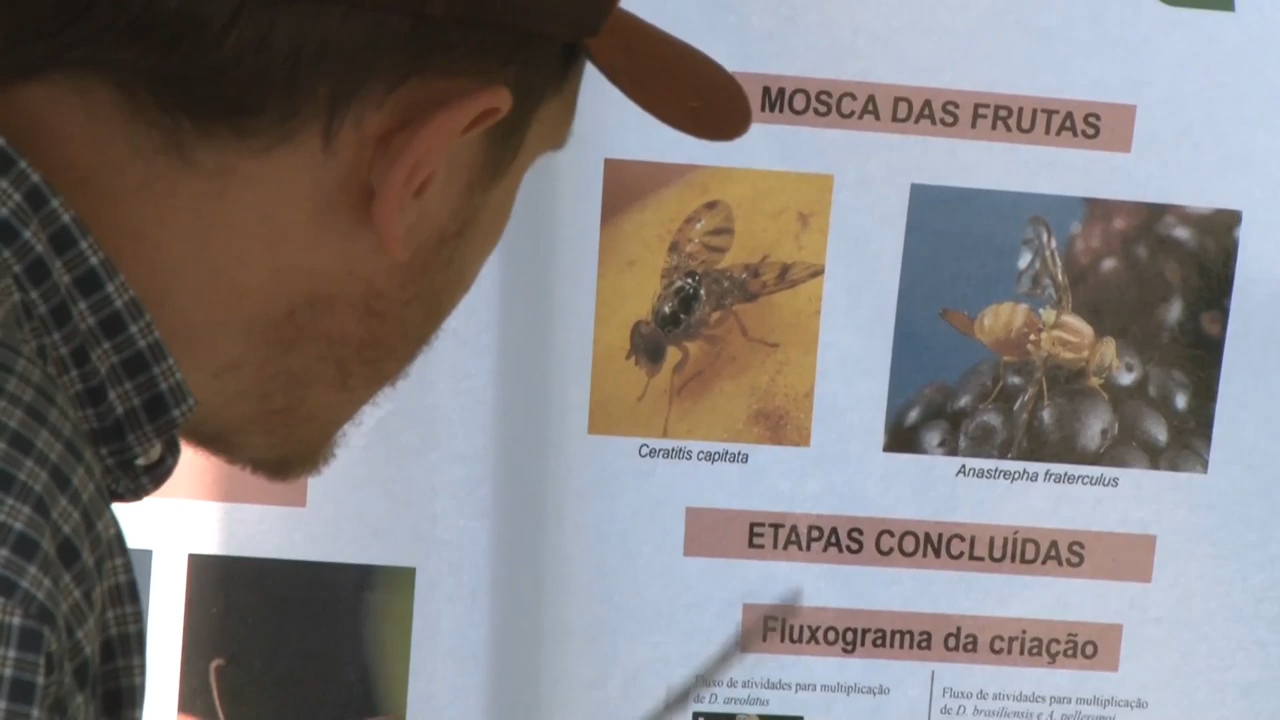 MOSCA DAS FRUTAS
Ceratitis capitata
Anastrepha fraterculus
ETAPAS CONCLUÍDAS
Fluxograma da criação
Fluxo de atividades para multiplicação
de D. areolatus
Fluxo de atividades para multiplicação
de D. brasiliensis e A. pelleranoi